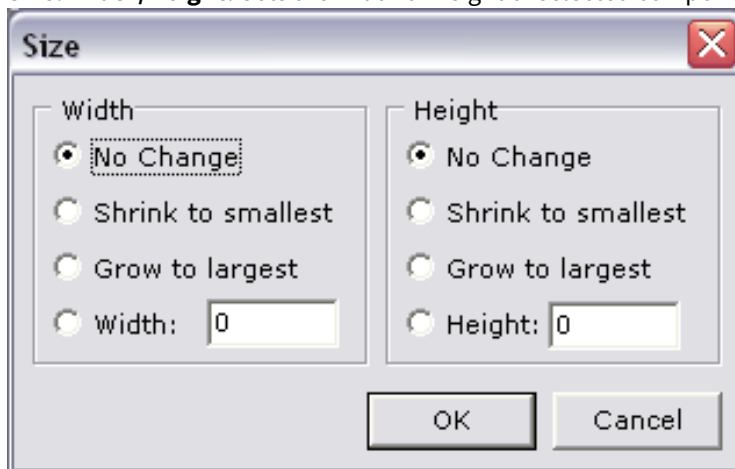 Size
Width
No Change
Shrink to smallest
Grow to largest
Width: 0
Height
No Change
Shrink to smallest
Grow to largest
Height: 0
OK
Cancel